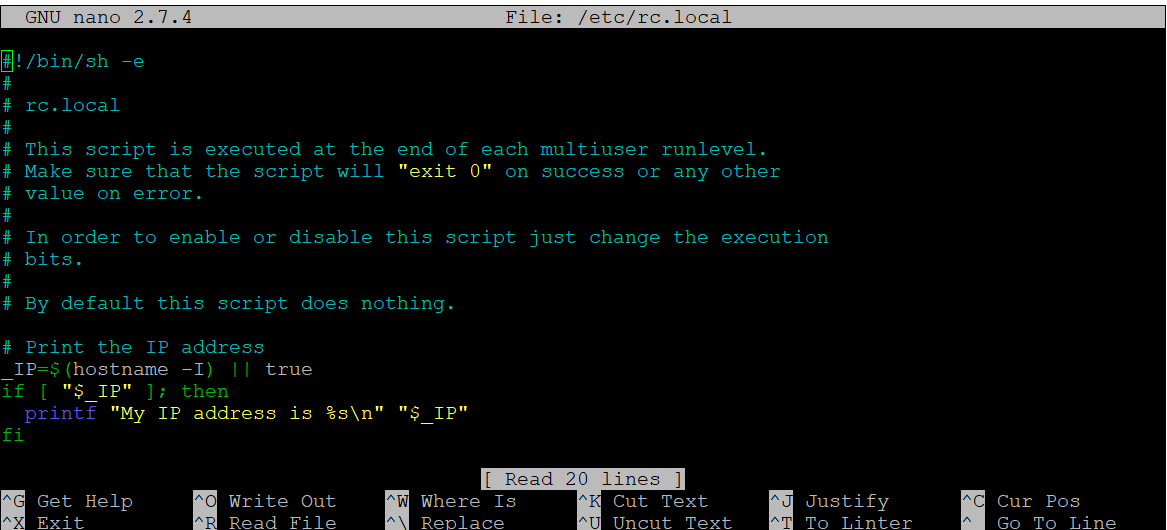 GNU nano 2.7.4 File: /etc/rc.local
#!/bin/sh -e
#
# rc.local
#
# This script is executed at the end of each multiuser runlevel.
# Make sure that the script will "exit 0" on success or any other
# value on error.
#
# In order to enable or disable this script just change the execution
# bits.
#
# By default this script does nothing.
# Print the IP address
_IP=$(hostname -I) || true
if [ "$_IP" ]; then
  printf "My IP address is %s\n" "$_IP"
fi
[ Read 20 lines ]
^G Get Help ^O Write Out ^W Where Is ^K Cut Text ^J Justify ^C Cur Pos
^X Exit ^R Read File ^\ Replace ^U Uncut Text ^T To Linter ^_ Go To Line